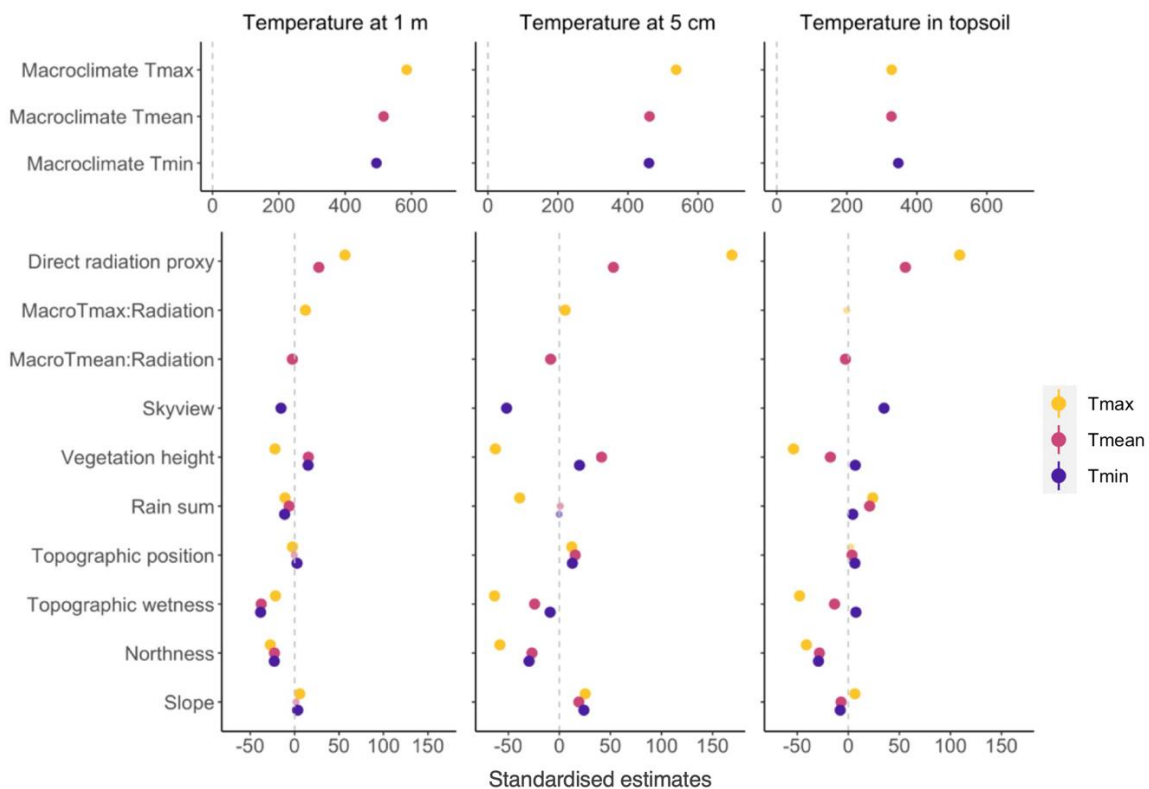 Temperature at 1 m Temperature at 5 cm Temperature in topsoil
Macroclimate Tmax
Macroclimate Tmean
Macroclimate Tmin
0 200 400 600 0 200 400 600 0 200 400 600
Direct radiation proxy
MacroTmax:Radiation
MacroTmean:Radiation
Skyview
Vegetation height
Rain sum
Topographic position
Topographic wetness
Northness
Slope
-50 0 50 100 150 -50 0 50 100 150 -50 0 50 100 150
Standardised estimates
Tmax
Tmean
Tmin